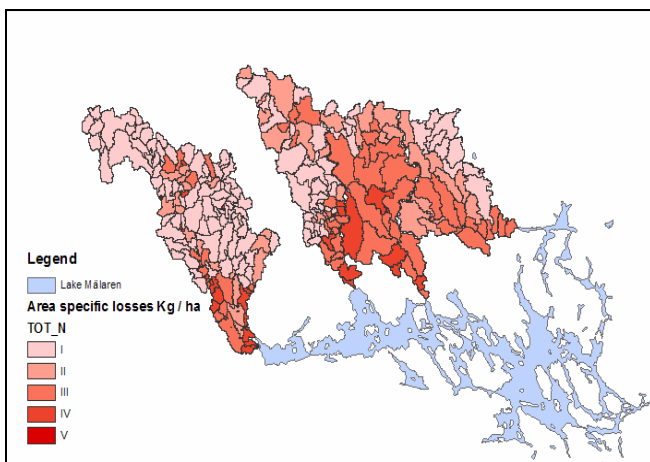 Legend
Lake Mälaren
Area specific losses Kg / ha
TOT_N
I
II
III
IV
V